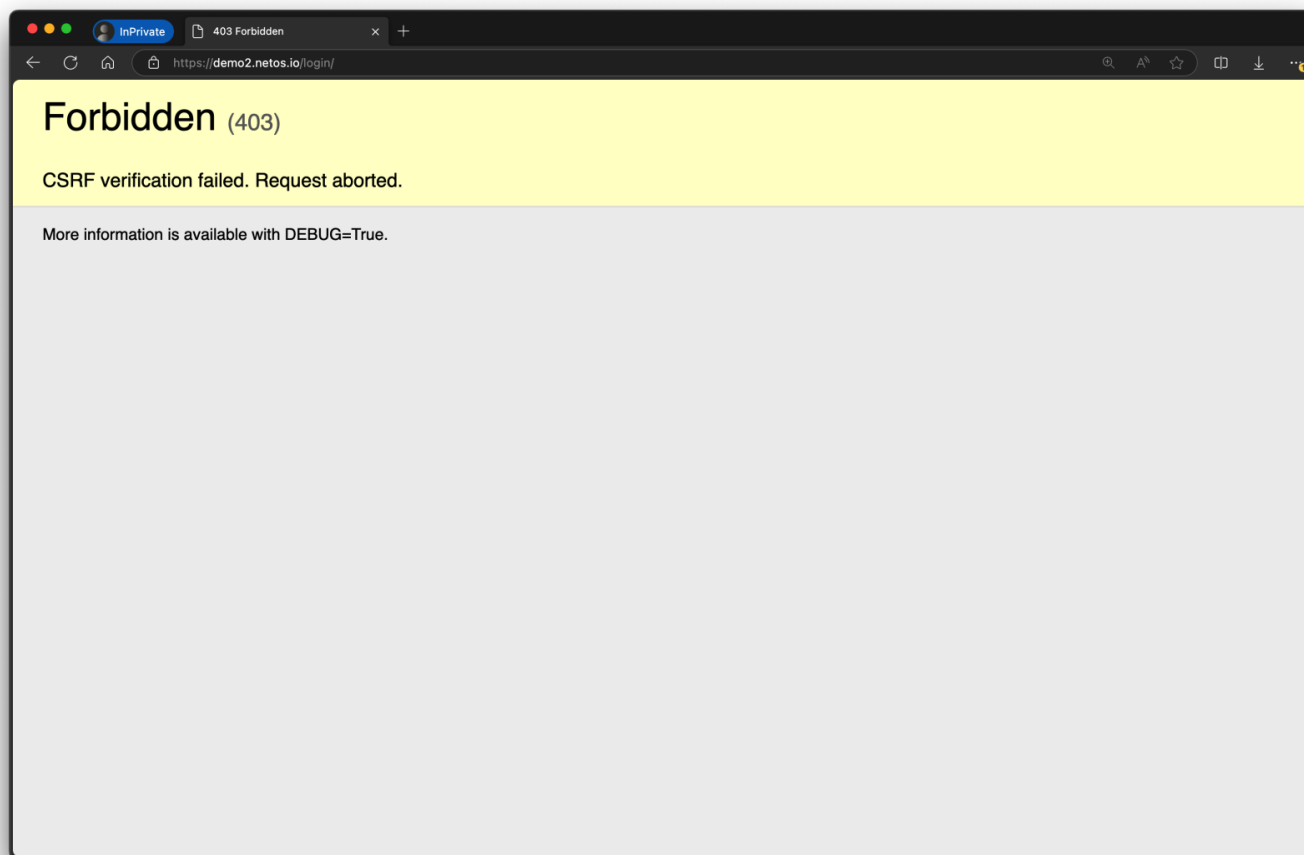 InPrivate
403 Forbidden
https://demo2.netos.io/login/
Forbidden (403)
CSRF verification failed. Request aborted.
More information is available with DEBUG=True.